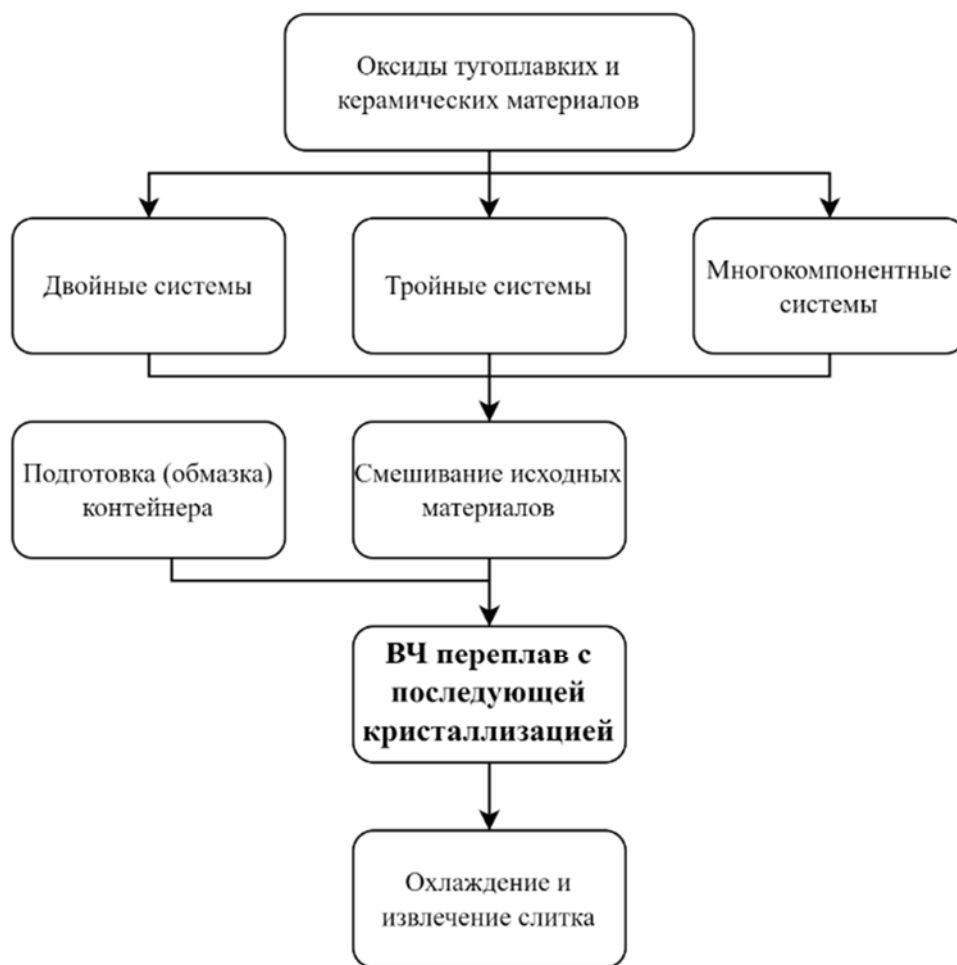 Оксиды тугоплавких и
керамических материалов
Двойные системы
Тройные системы
Многокомпонентные
системы
Подготовка (обмазка)
контейнера
Смешивание исходных
материалов
ВЧ переплав с
последующей
кристаллизацией
Охлаждение и
извлечение слитка